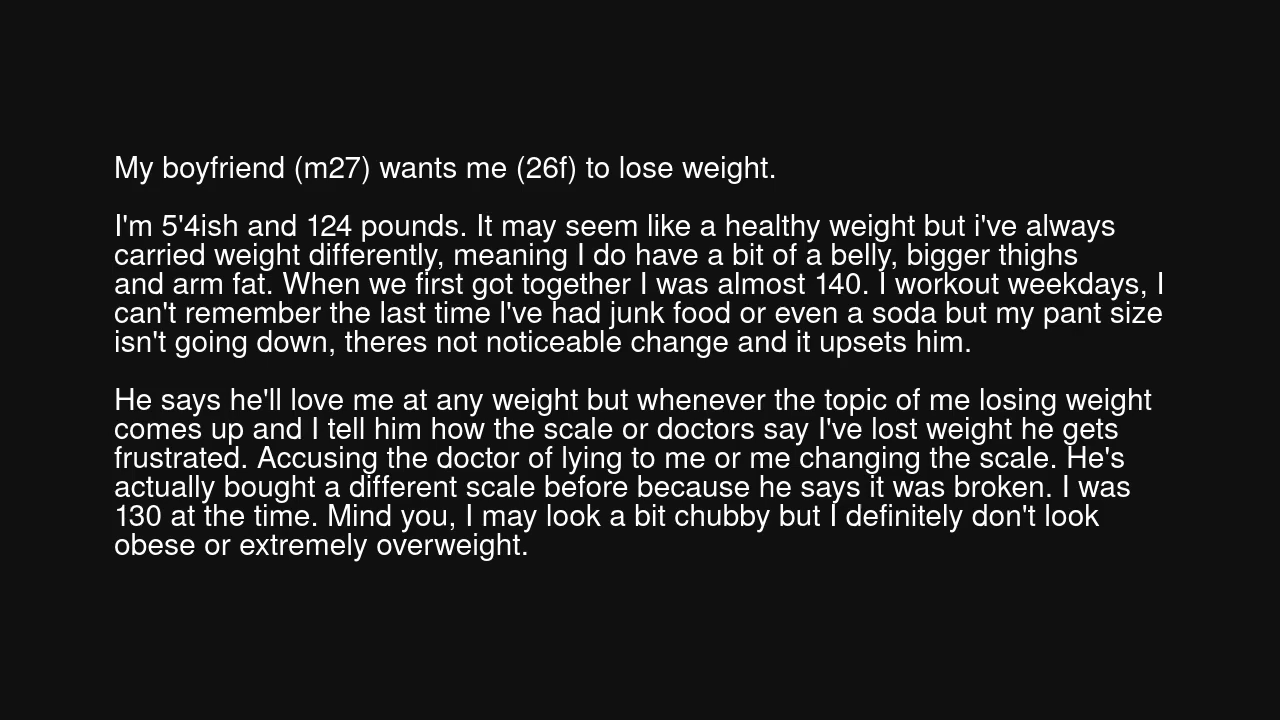 My boyfriend (m27) wants me (26f) to lose weight.
I'm 5'4ish and 124 pounds. It may seem like a healthy weight but i've always
carried weight differently, meaning I do have a bit of a belly, bigger thighs
and arm fat. When we first got together I was almost 140. I workout weekdays, I
can't remember the last time I've had junk food or even a soda but my pant size
isn't going down, theres not noticeable change and it upsets him.
He says he'll love me at any weight but whenever the topic of me losing weight
comes up and I tell him how the scale or doctors say I've lost weight he gets
frustrated. Accusing the doctor of lying to me or me changing the scale. He's
actually bought a different scale before because he says it was broken. I was
130 at the time. Mind you, I may look a bit chubby but I definitely don't look
obese or extremely overweight.